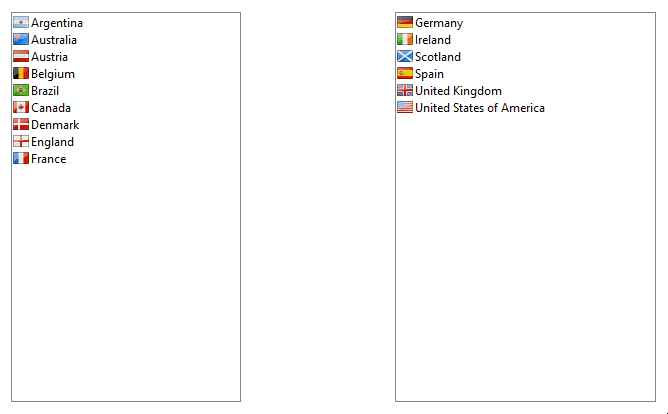 Argentina
Australia
Austria
Belgium
Brazil
Canada
Denmark
England
France
Germany
Ireland
Scotland
Spain
United Kingdom
United States of America